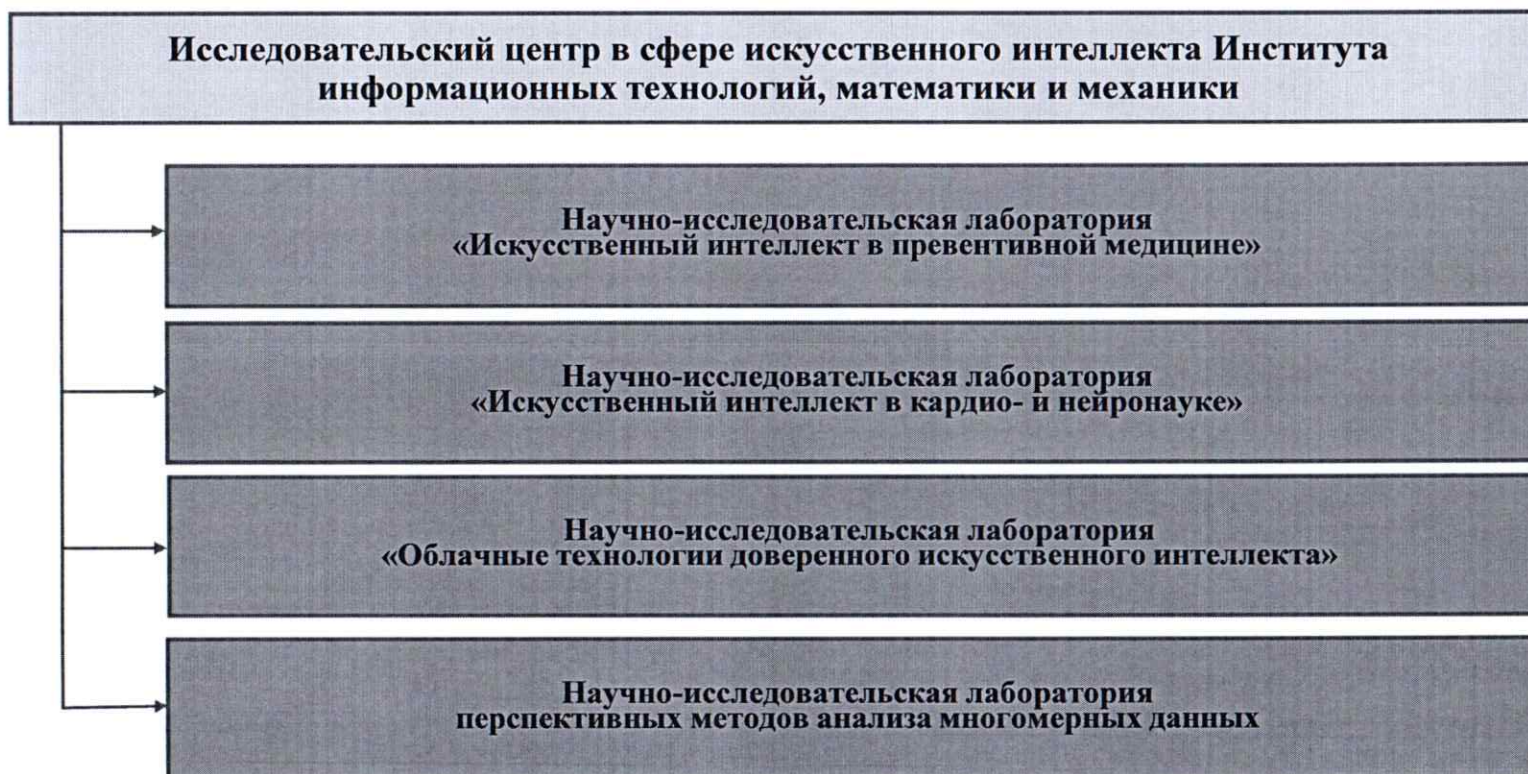 Исследовательский центр в сфере искусственного интеллекта Института
информационных технологий, математики и механики
Научно-исследовательская лаборатория
«Искусственный интеллект в превентивной медицине»
Научно-исследовательская лаборатория
«Искусственный интеллект в кардио- и нейронауке»
Научно-исследовательская лаборатория
«Облачные технологии доверенного искусственного интеллекта»
Научно-исследовательская лаборатория
перспективных методов анализа многомерных данных